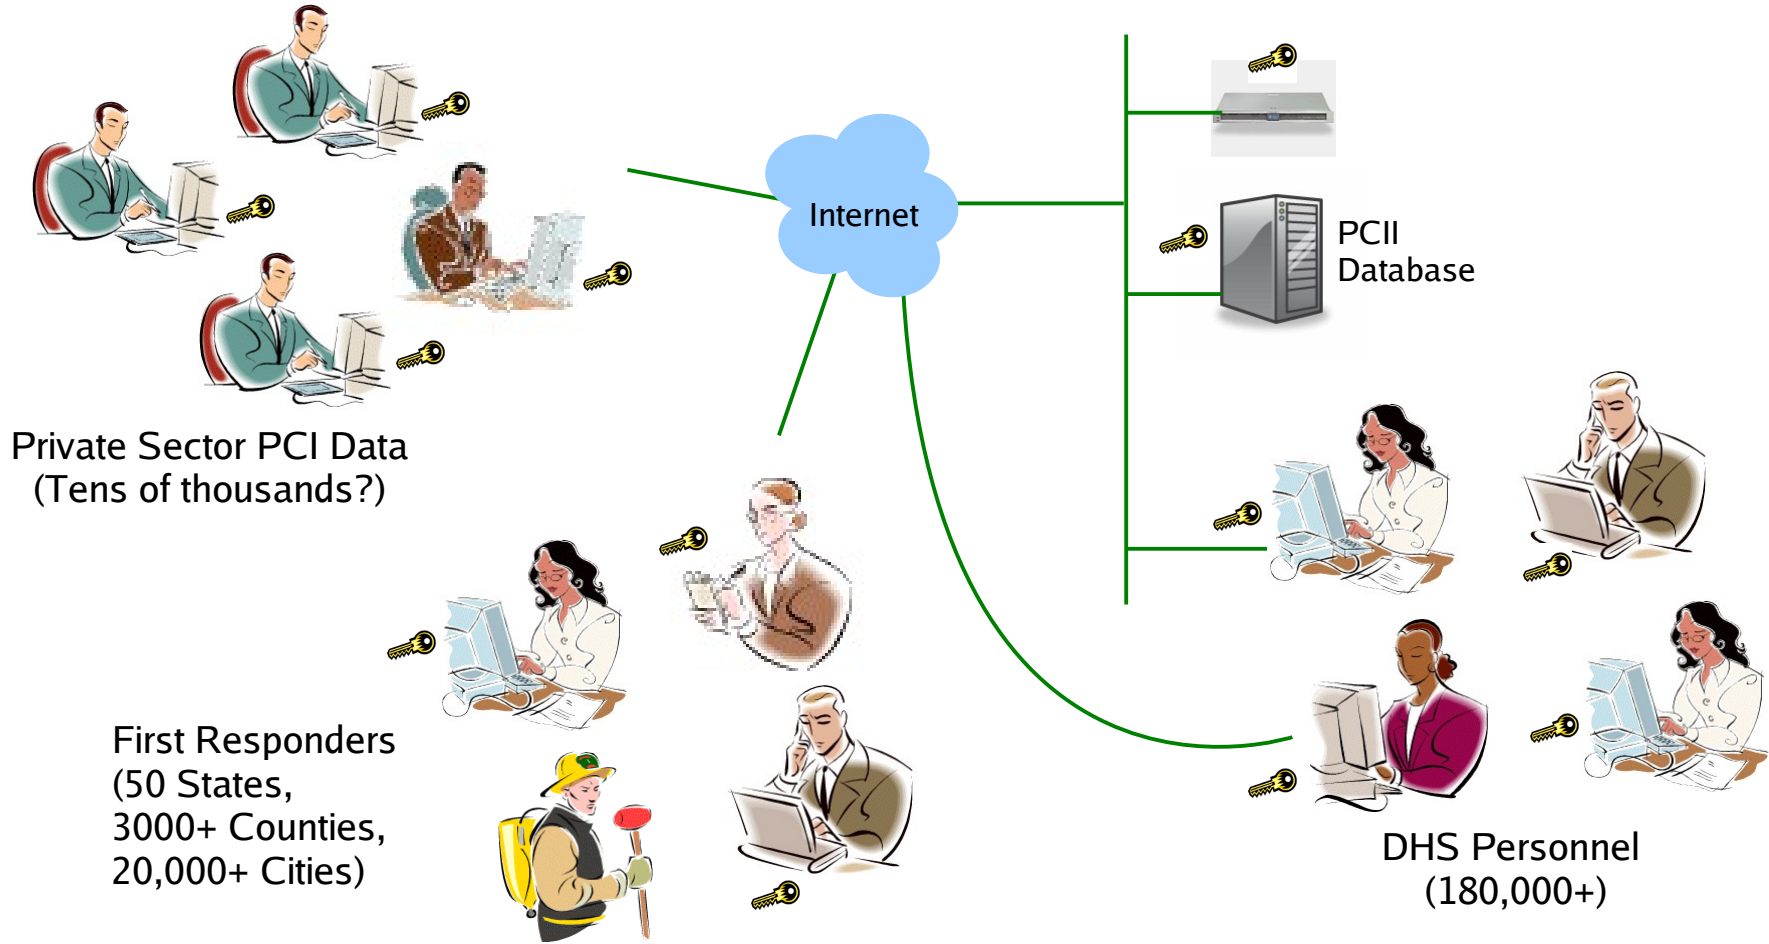 Internet
PCII
Database
Private Sector PCI Data
(Tens of thousands?)
First Responders
(50 States,
3000+ Counties,
20,000+ Cities)
DHS Personnel
(180,000+)